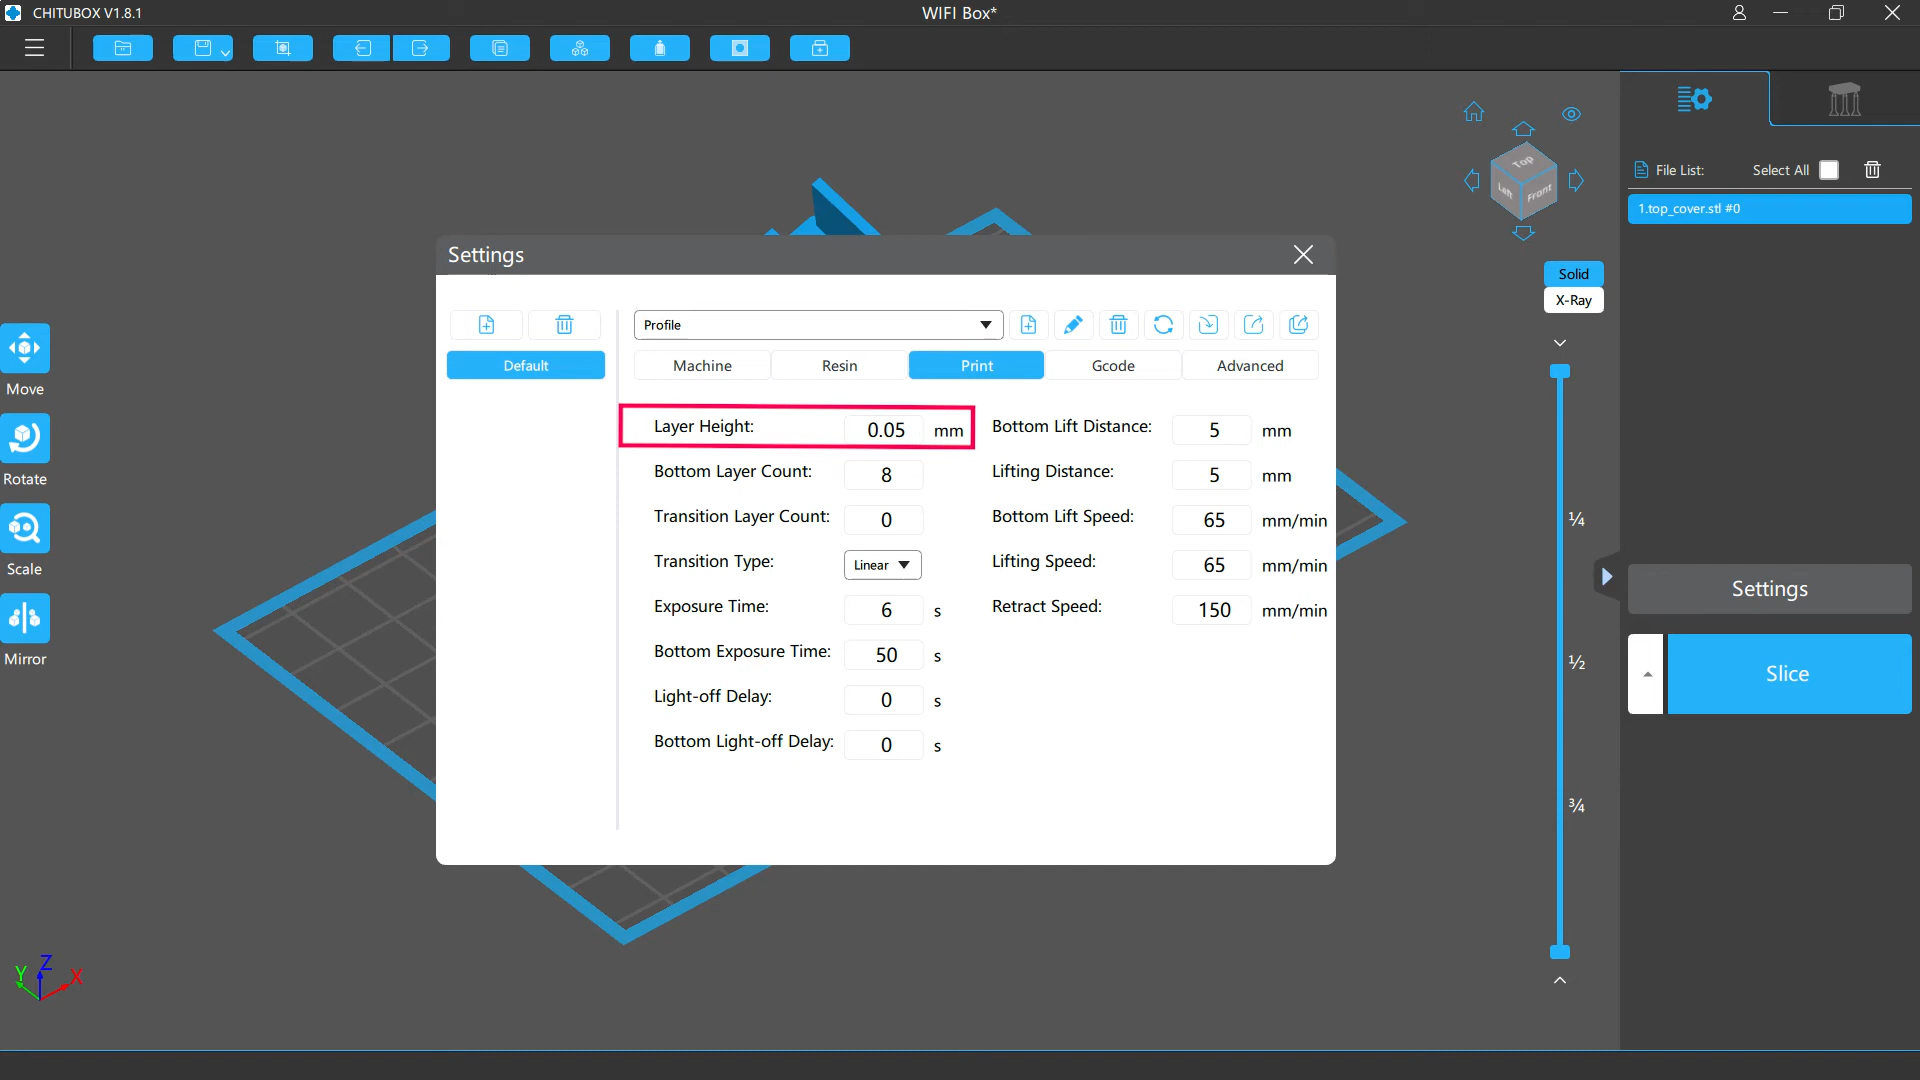 CHITUBOX V1.8.1
WIFI Box*
File List:
Select All
1.top_cover.stl #0
Top
Left
Front
Solid
X-Ray
Settings
Profile
Default
Machine
Resin
Print
Gcode
Advanced
Layer Height: 0.05 mm
Bottom Lift Distance: 5 mm
Bottom Layer Count: 8
Lifting Distance: 5 mm
Transition Layer Count: 0
Bottom Lift Speed: 65 mm/min
Transition Type: Linear
Lifting Speed: 65 mm/min
Exposure Time: 6 s
Retract Speed: 150 mm/min
Bottom Exposure Time: 50 s
Light-off Delay: 0 s
Bottom Light-off Delay: 0 s
Move
Rotate
Scale
Mirror
¼
½
¾
Settings
Slice
Y
Z
X